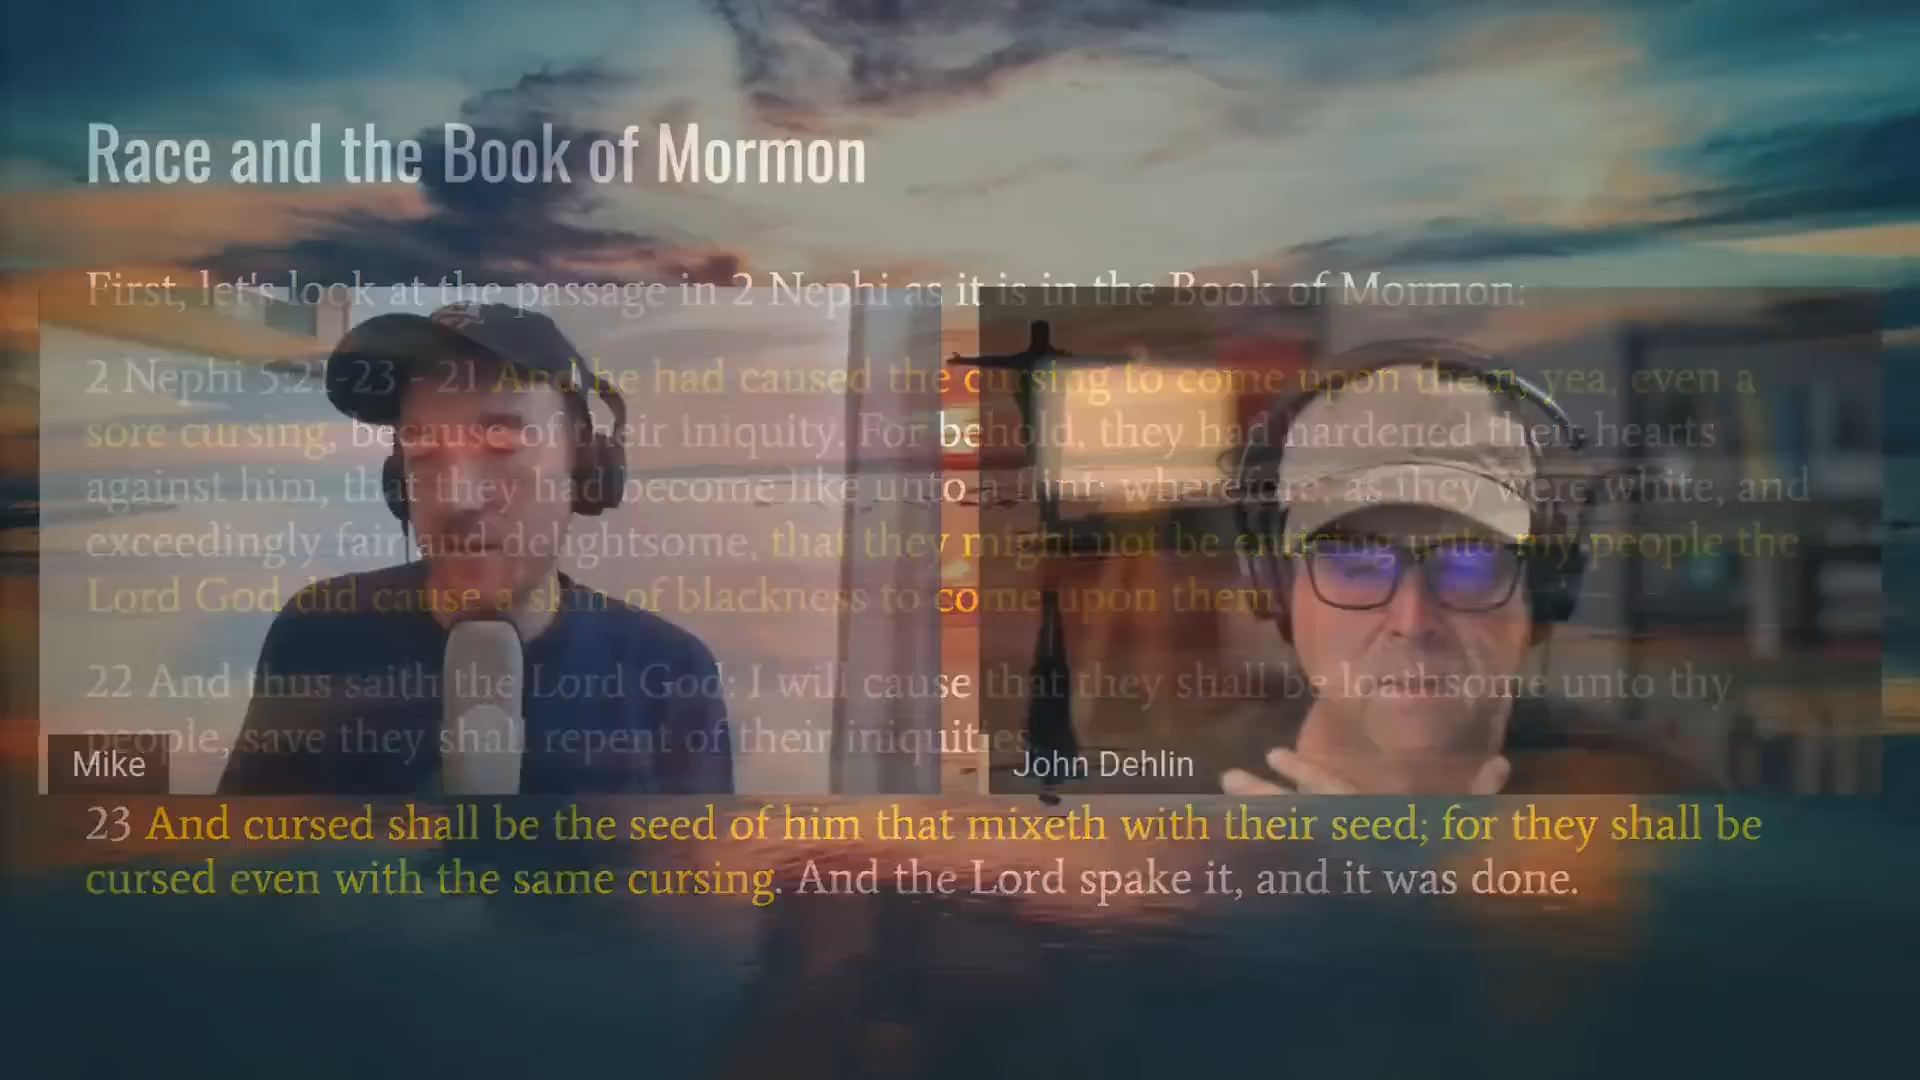 Race and the Book of Mormon
First, let's look at the passage in 2 Nephi as it is in the Book of Mormon:
2 Nephi 5:21-23 - 21 And he had caused the cursing to come upon them, yea, even a
sore cursing, because of their iniquity. For behold, they had hardened their hearts
against him, that they had become like unto a flint; wherefore, as they were white, and
exceedingly fair and delightsome, that they might not be enticing unto my people the
Lord God did cause a skin of blackness to come upon them.
22 And thus saith the Lord God: I will cause that they shall be loathsome unto thy
people, save they shall repent of their iniquities.
Mike
John Dehlin
23 And cursed shall be the seed of him that mixeth with their seed; for they shall be
cursed even with the same cursing. And the Lord spake it, and it was done.